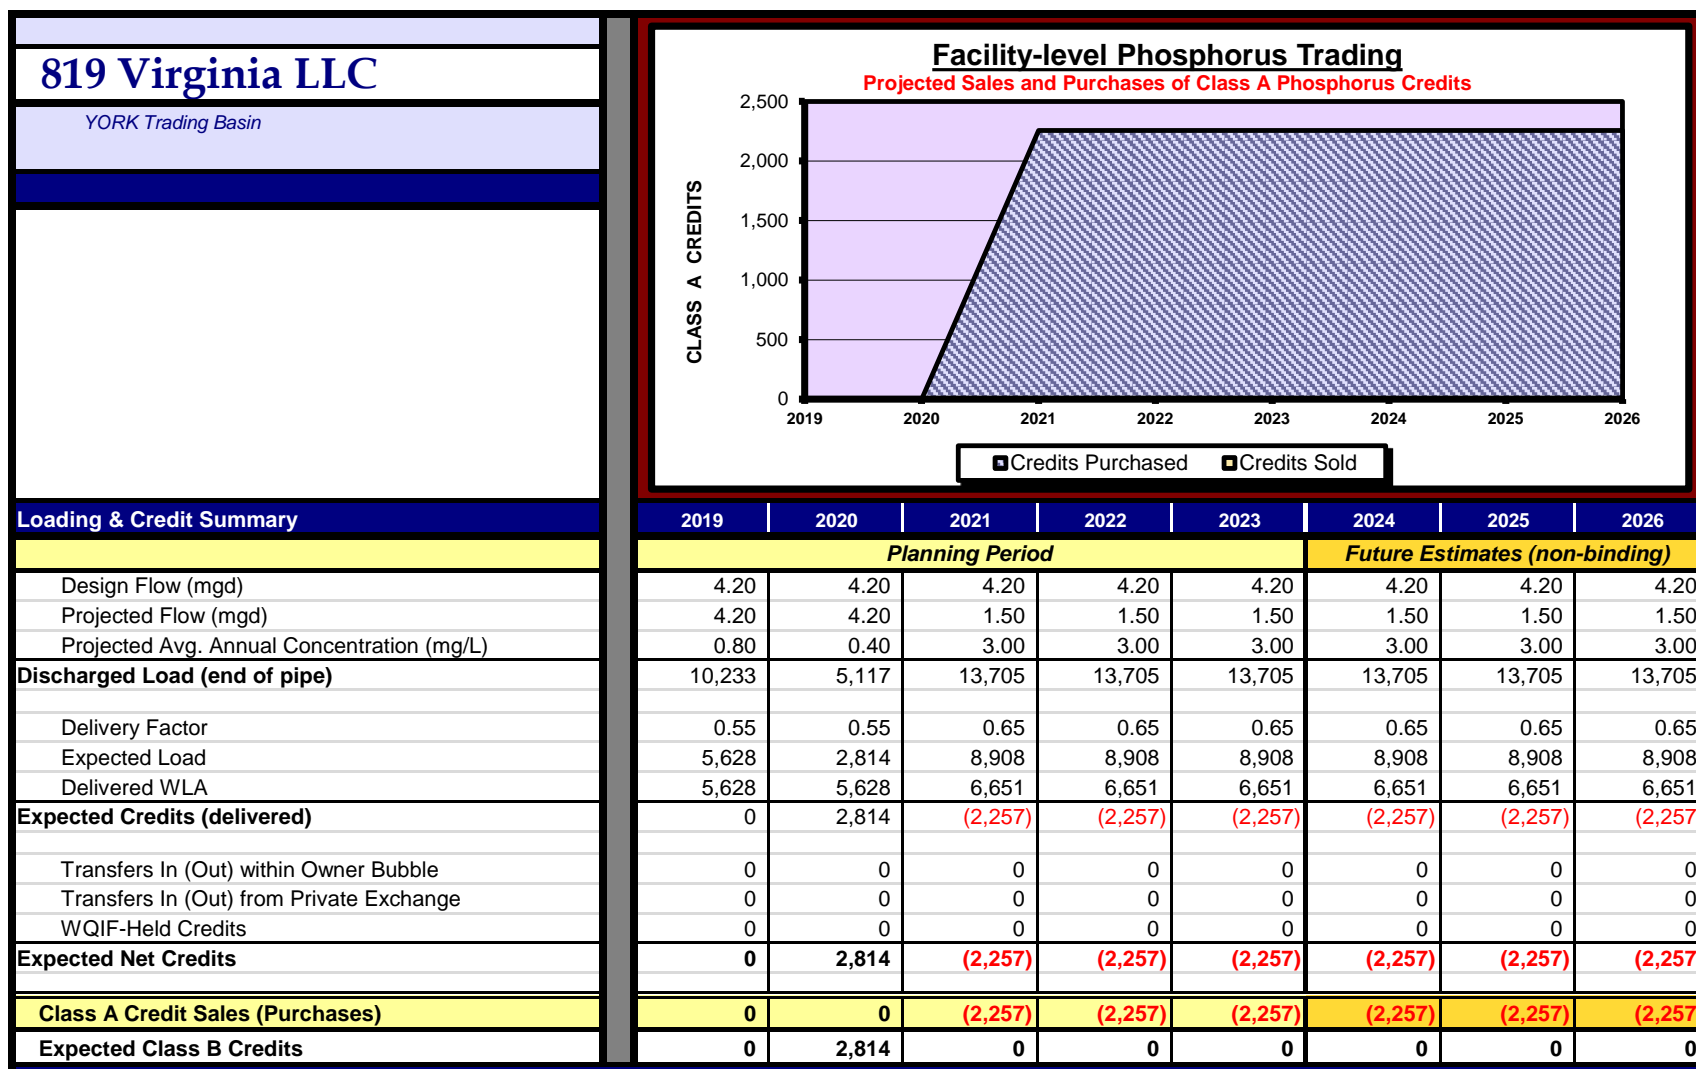 819 Virginia LLC
YORK Trading Basin
Facility-level Phosphorus Trading
Projected Sales and Purchases of Class A Phosphorus Credits
CLASS A CREDITS
2,500
2,000
1,500
1,000
500
0
2019 2020 2021 2022 2023 2024 2025 2026
Credits Purchased Credits Sold
Loading & Credit Summary 2019 2020 2021 2022 2023 2024 2025 2026
Planning Period Future Estimates (non-binding)
Design Flow (mgd) 4.20 4.20 4.20 4.20 4.20 4.20 4.20 4.20
Projected Flow (mgd) 4.20 4.20 1.50 1.50 1.50 1.50 1.50 1.50
Projected Avg. Annual Concentration (mg/L) 0.80 0.40 3.00 3.00 3.00 3.00 3.00 3.00
Discharged Load (end of pipe) 10,233 5,117 13,705 13,705 13,705 13,705 13,705 13,705
Delivery Factor 0.55 0.55 0.65 0.65 0.65 0.65 0.65 0.65
Expected Load 5,628 2,814 8,908 8,908 8,908 8,908 8,908 8,908
Delivered WLA 5,628 5,628 6,651 6,651 6,651 6,651 6,651 6,651
Expected Credits (delivered) 0 2,814 (2,257) (2,257) (2,257) (2,257) (2,257) (2,257
Transfers In (Out) within Owner Bubble 0 0 0 0 0 0 0 0
Transfers In (Out) from Private Exchange 0 0 0 0 0 0 0 0
WQIF-Held Credits 0 0 0 0 0 0 0 0
Expected Net Credits 0 2,814 (2,257) (2,257) (2,257) (2,257) (2,257) (2,257
Class A Credit Sales (Purchases) 0 0 (2,257) (2,257) (2,257) (2,257) (2,257) (2,257
Expected Class B Credits 0 2,814 0 0 0 0 0 0